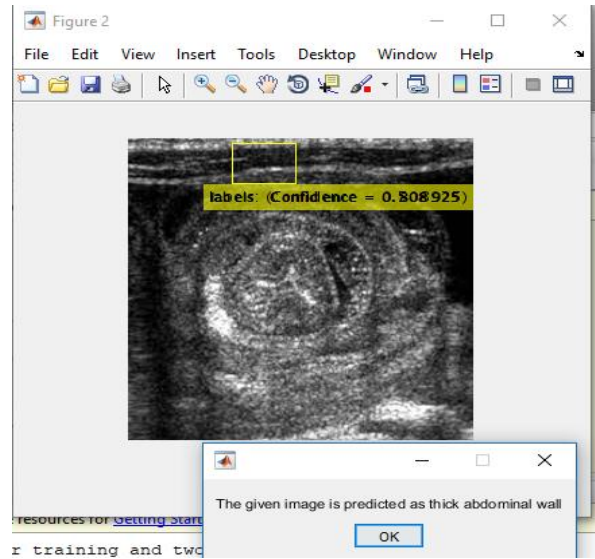 Figure 2
File Edit View Insert Tools Desktop Window Help
labels: (Confidence = 0.808925)
The given image is predicted as thick abdominal wall
OK
resources for Getting Start
r training and two